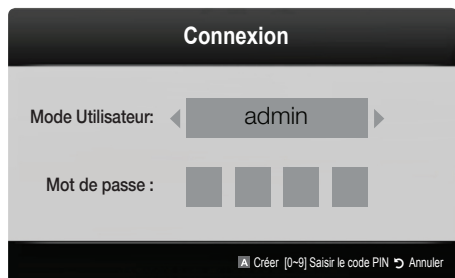 Connexion
Mode Utilisateur: admin
Mot de passe :
A Créer [0~9] Saisir le code PIN Annuler